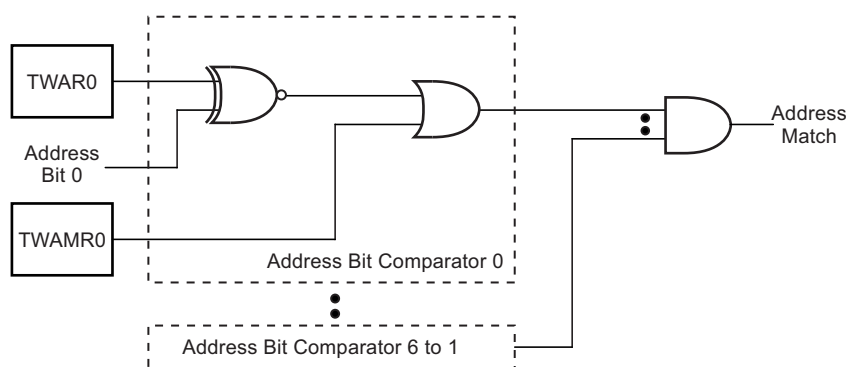 TWAR0
Address
Bit 0
TWAMR0
Address Bit Comparator 0
Address
Match
Address Bit Comparator 6 to 1